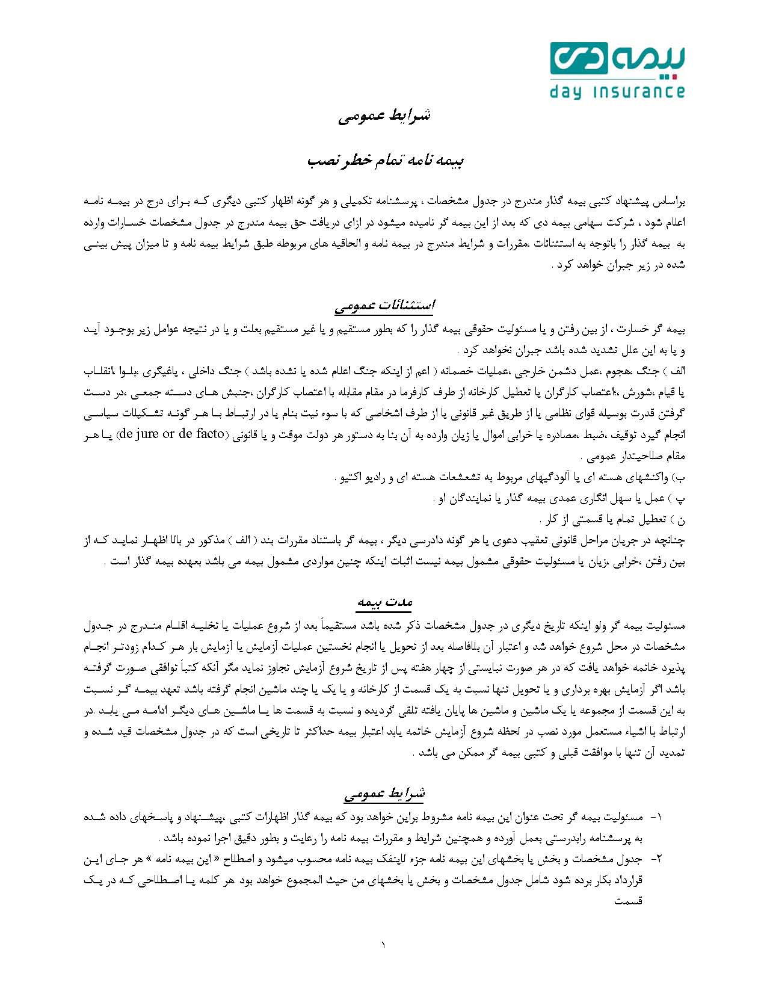 بیمه دی
day insurance
شرایط عمومی
بیمه نامه تمام خطر نصب
براساس پیشنهاد کتبی بیمه گذار مندرج در جدول مشخصات ، پرسشنامه تکمیلی و هر گونه اظهار کتبی دیگری که برای درج در بیمه نامه
اعلام شود ، شرکت سهامی بیمه دی که بعد از این بیمه گر نامیده میشود در ازای دریافت حق بیمه مندرج در جدول مشخصات خسارات وارده
به بیمه گذار را باتوجه به استثنائات ،مقررات و شرایط مندرج در بیمه نامه و الحاقیه های مربوطه طبق شرایط بیمه نامه و تا میزان پیش بینی
شده در زیر جبران خواهد کرد .
استثنائات عمومی
بیمه گر خسارت ، از بین رفتن و یا مسئولیت حقوقی بیمه گذار را که بطور مستقیم و یا غیر مستقیم بعلت و یا در نتیجه عوامل زیر بوجود آید
و یا به این علل تشدید شده باشد جبران نخواهد کرد .
الف ) جنگ ،هجوم ،عمل دشمن خارجی ،عملیات خصمانه ( اعم از اینکه جنگ اعلام شده یا نشده باشد ) جنگ داخلی ، یاغیگری ،بلوا ،انقلاب
یا قیام ،شورش ،؛اعتصاب کارگران یا تعطیل کارخانه از طرف کارفرما در مقام مقابله با اعتصاب کارگران ،جنبش های دسته جمعی ،در دست
گرفتن قدرت بوسیله قوای نظامی یا از طریق غیر قانونی یا از طرف اشخاصی که با سوء نیت بنام یا در ارتباط با هر گونه تشکیلات سیاسی
انجام گیرد توقیف ،ضبط ،مصادره یا خرابی اموال یا زیان وارده به آن بنا به دستور هر دولت موقت و یا قانونی (de jure or de facto) یا هر
مقام صلاحیتدار عمومی .
ب) واکنشهای هسته ای یا آلودگیهای مربوط به تشعشعات هسته ای و رادیو اکتیو .
پ ) عمل یا سهل انگاری عمدی بیمه گذار یا نمایندگان او .
ن ) تعطیل تمام یا قسمتی از کار .
چنانچه در جریان مراحل قانونی تعقیب دعوی یا هر گونه دادرسی دیگر ، بیمه گر باستناد مقررات بند ( الف ) مذکور در بالا اظهار نماید که از
بین رفتن ،خرابی ،زیان یا مسئولیت حقوقی مشمول بیمه نیست اثبات اینکه چنین مواردی مشمول بیمه می باشد بعهده بیمه گذار است .
مدت بیمه
مسئولیت بیمه گر ولو اینکه تاریخ دیگری در جدول مشخصات ذکر شده باشد مستقیماً بعد از شروع عملیات یا تخلیه اقلام مندرج در جدول
مشخصات در محل شروع خواهد شد و اعتبار آن بلافاصله بعد از تحویل یا انجام نخستین عملیات آزمایش یا آزمایش بار هر کدام زودتر انجام
پذیرد خاتمه خواهد یافت که در هر صورت نبایستی از چهار هفته پس از تاریخ شروع آزمایش تجاوز نماید مگر آنکه کتباً توافقی صورت گرفته
باشد اگر آزمایش بهره برداری و یا تحویل تنها نسبت به یک قسمت از کارخانه و یا یک یا چند ماشین انجام گرفته باشد تعهد بیمه گر نسبت
به این قسمت از مجموعه یا یک ماشین و ماشین ها پایان یافته تلقی گردیده و نسبت به قسمت ها یا ماشین های دیگر ادامه می یابد .در
ارتباط با اشیاء مستعمل مورد نصب در لحظه شروع آزمایش خاتمه یابد اعتبار بیمه حداکثر تا تاریخی است که در جدول مشخصات قید شده و
تمدید آن تنها با موافقت قبلی و کتبی بیمه گر ممکن می باشد .
شرایط عمومی
۱- مسئولیت بیمه گر تحت عنوان این بیمه نامه مشروط براین خواهد بود که بیمه گذار اظهارات کتبی ،پیشنهاد و پاسخهای داده شده
به پرسشنامه رابدرستی بعمل آورده و همچنین شرایط و مقررات بیمه نامه را رعایت و بطور دقیق اجرا نموده باشد .
۲- جدول مشخصات و بخش یا بخشهای این بیمه نامه جزء لاینفک بیمه نامه محسوب میشود و اصطلاح « این بیمه نامه » هر جای این
قرارداد بکار برده شود شامل جدول مشخصات و بخش یا بخشهای من حیث المجموع خواهد بود .هر کلمه یا اصطلاحی که در یک
قسمت
۱